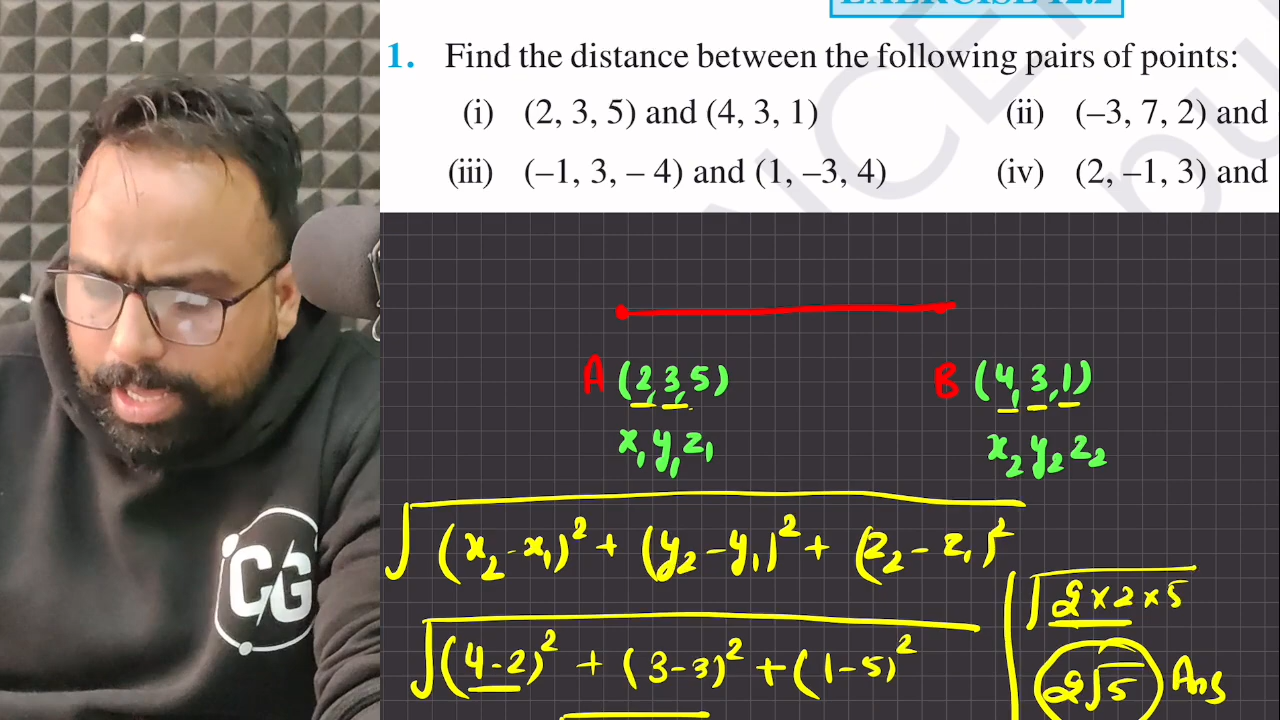 EXERCISE 12.2
1. Find the distance between the following pairs of points:
(i) (2, 3, 5) and (4, 3, 1) (ii) (–3, 7, 2) and
(iii) (–1, 3, – 4) and (1, –3, 4) (iv) (2, –1, 3) and
A (2,3,5) B (4,3,1)
x₁ y₁ z₁ x₂ y₂ z₂
√(x₂-x₁)² + (y₂-y₁)² + (z₂-z₁)²
√(4-2)² + (3-3)² + (1-5)²
√2×2×5
2√5 Ans
CG